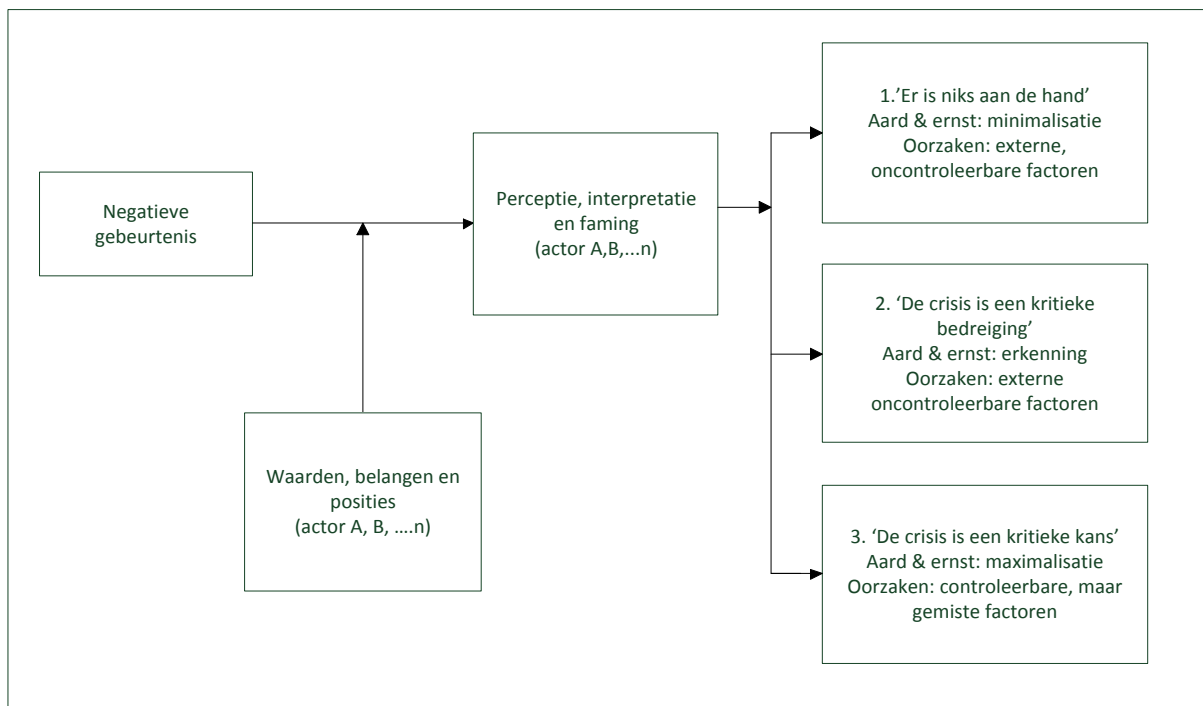 Negatieve
gebeurtenis
Waarden, belangen en
posities
(actor A, B, ....n)
Perceptie, interpretatie
en faming
(actor A,B,...n)
1.’Er is niks aan de hand’
Aard & ernst: minimalisatie
Oorzaken: externe,
oncontroleerbare factoren
2. ‘De crisis is een kritieke
bedreiging’
Aard & ernst: erkenning
Oorzaken: externe
oncontroleerbare factoren
3. ‘De crisis is een kritieke kans’
Aard & ernst: maximalisatie
Oorzaken: controleerbare, maar
gemiste factoren